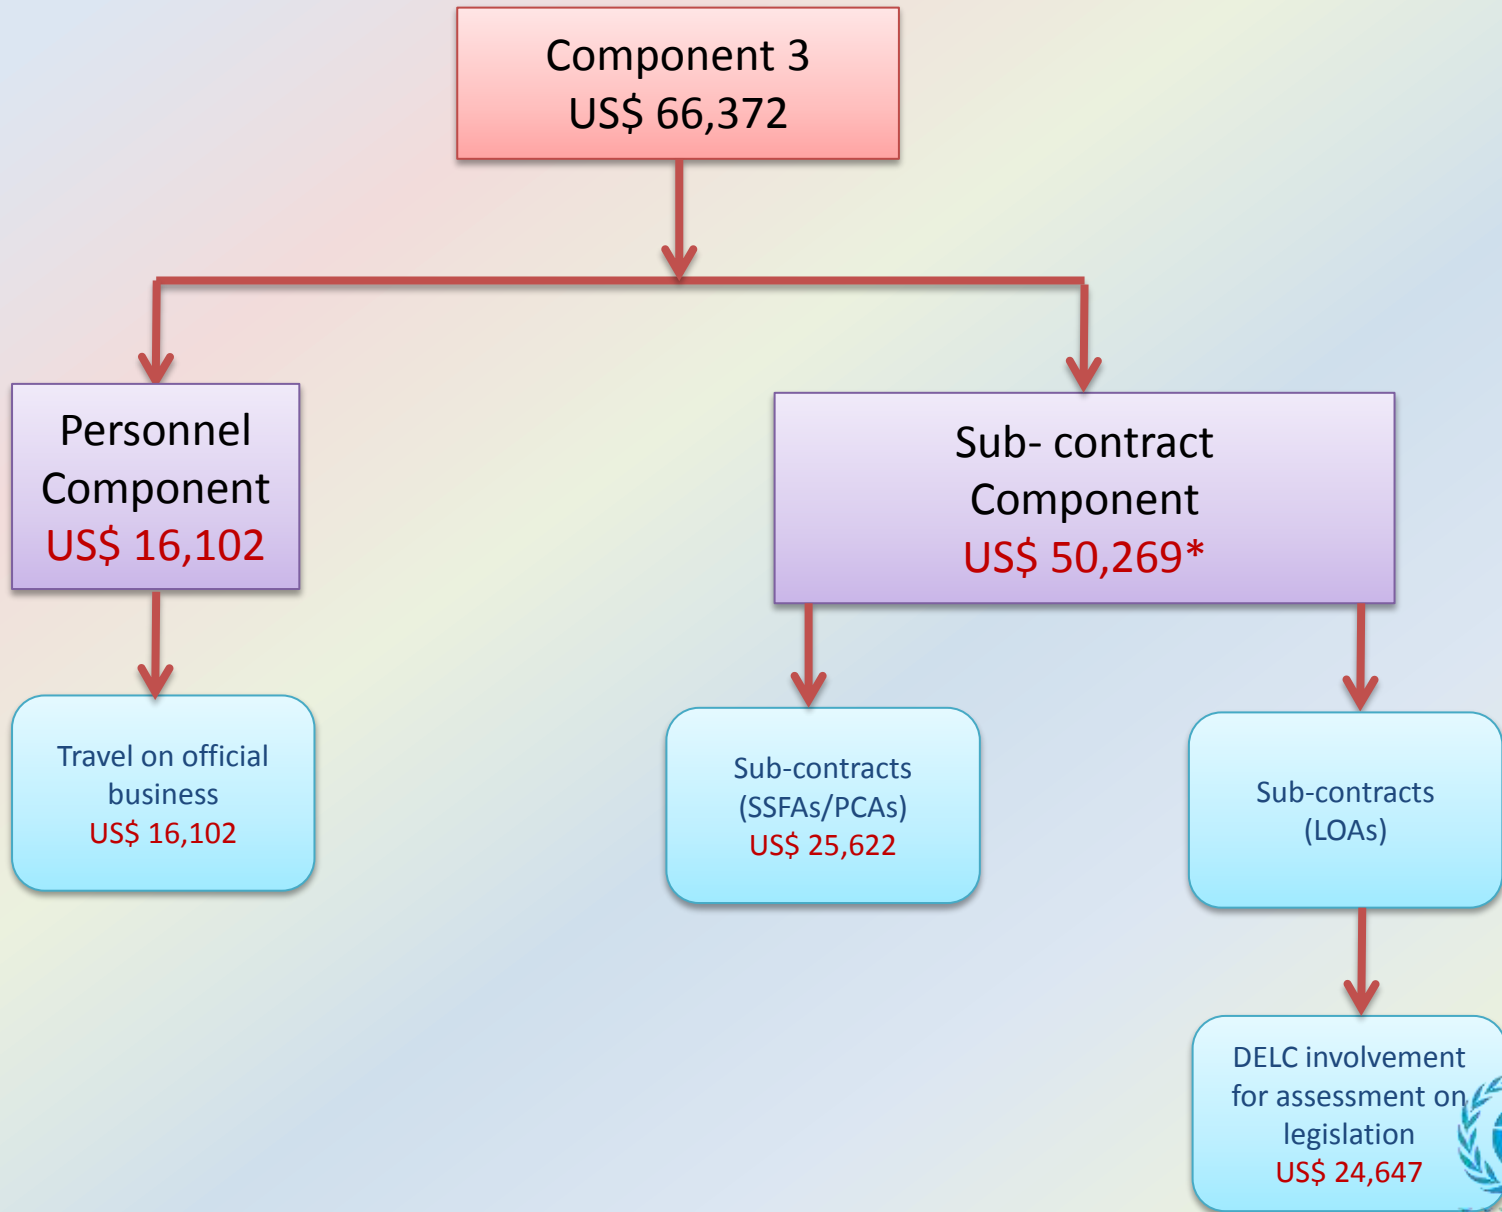 Component 3
US$ 66,372
Personnel
Component
US$ 16,102
Sub- contract
Component
US$ 50,269*
Travel on official
business
US$ 16,102
Sub-contracts
(SSFAs/PCAs)
US$ 25,622
Sub-contracts
(LOAs)
DELC involvement
for assessment on
legislation
US$ 24,647